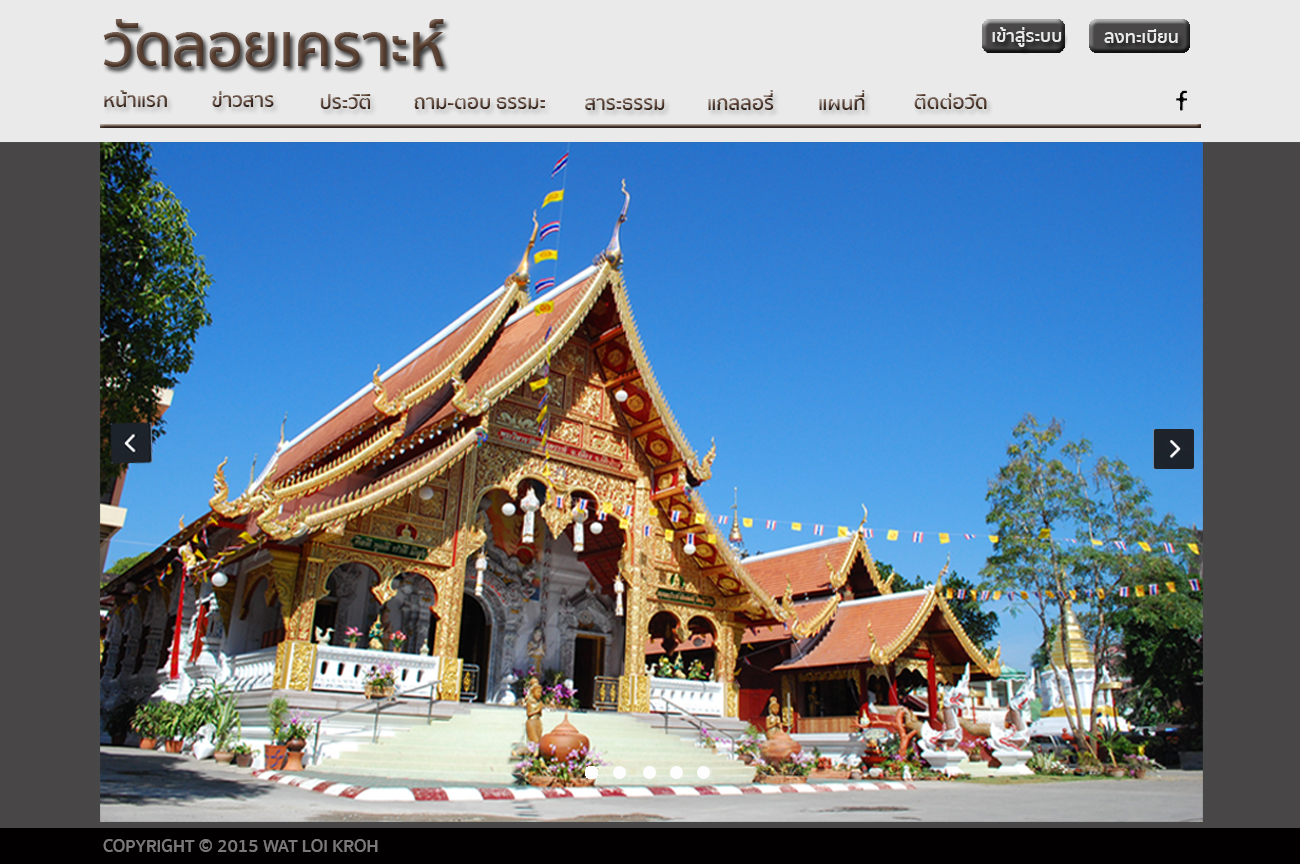 วัดลอยเคราะห์
เข้าสู่ระบบ
ลงทะเบียน
หน้าแรก ข่าวสาร ประวัติ ถาม-ตอบ ธรรมะ สาระธรรม แกลลอรี่ แผนที่ ติดต่อวัด f
COPYRIGHT © 2015 WAT LOI KROH